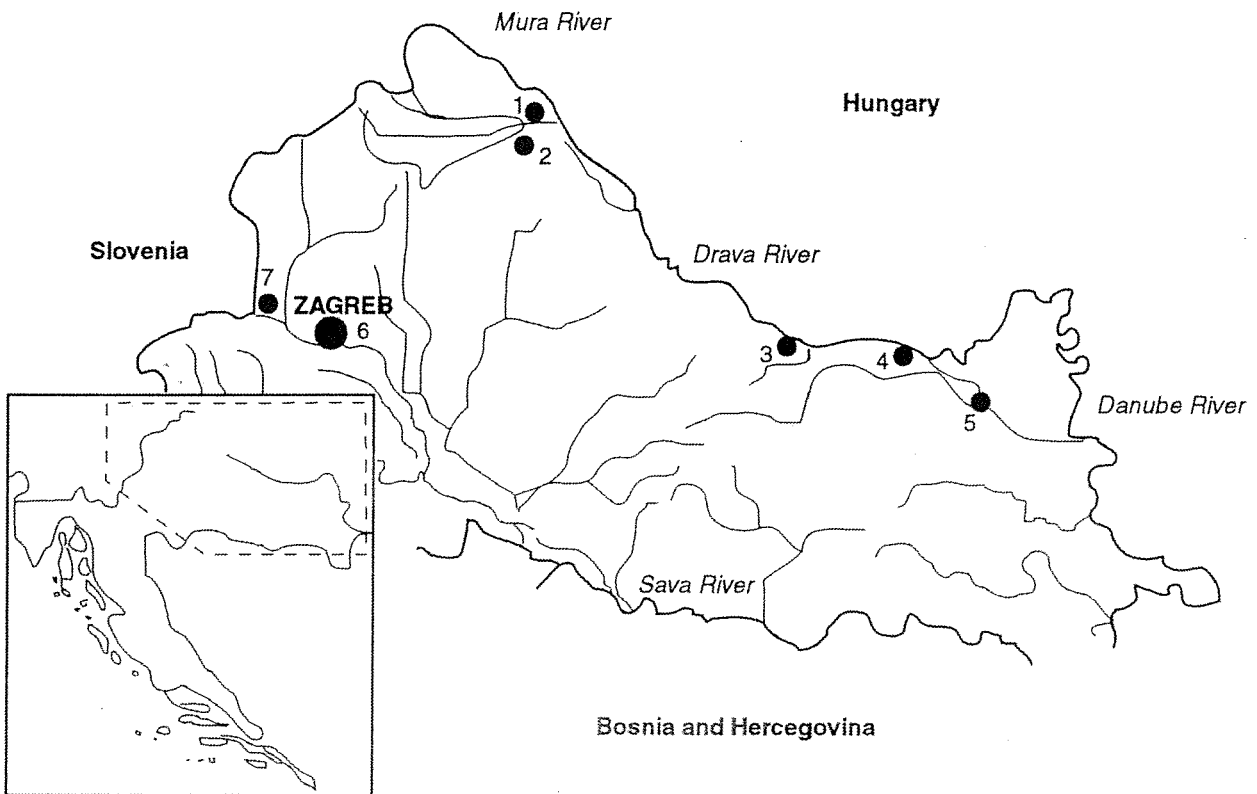 Mura River
1
Hungary
2
Slovenia
Drava River
7
ZAGREB
6
3
4
Danube River
5
Sava River
Bosnia and Hercegovina